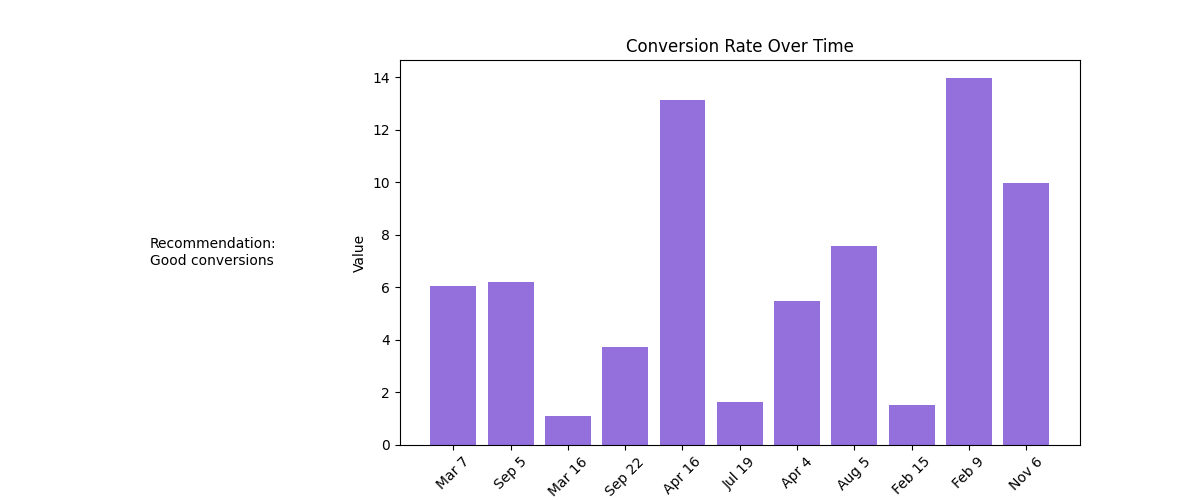 Conversion Rate Over Time
Recommendation:
Good conversions
Value
14
12
10
8
6
4
2
0
Mar 7
Sep 5
Mar 16
Sep 22
Apr 16
Jul 19
Apr 4
Aug 5
Feb 15
Feb 9
Nov 6